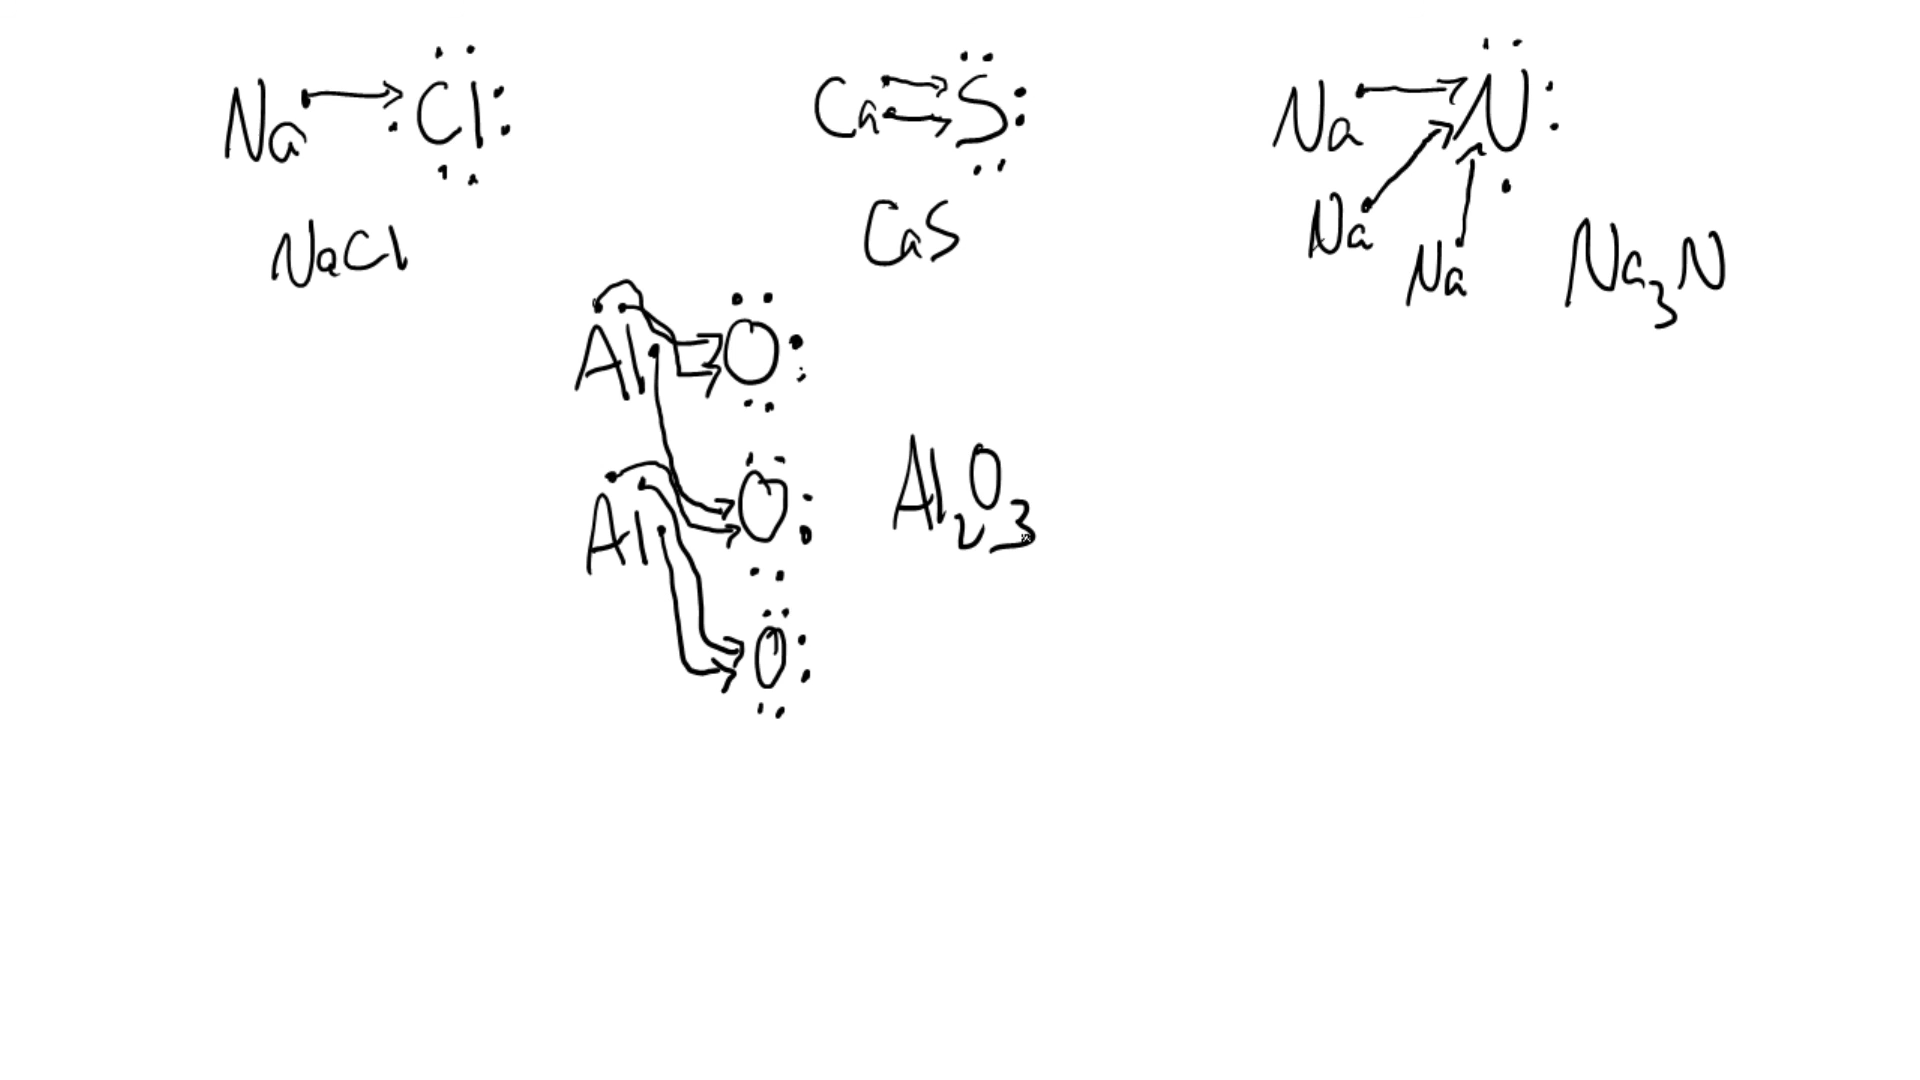 Na Cl
NaCl
Ca S
CaS
Na N
Na
Na
Na₃N
Al O
Al O
O
Al₂O₃